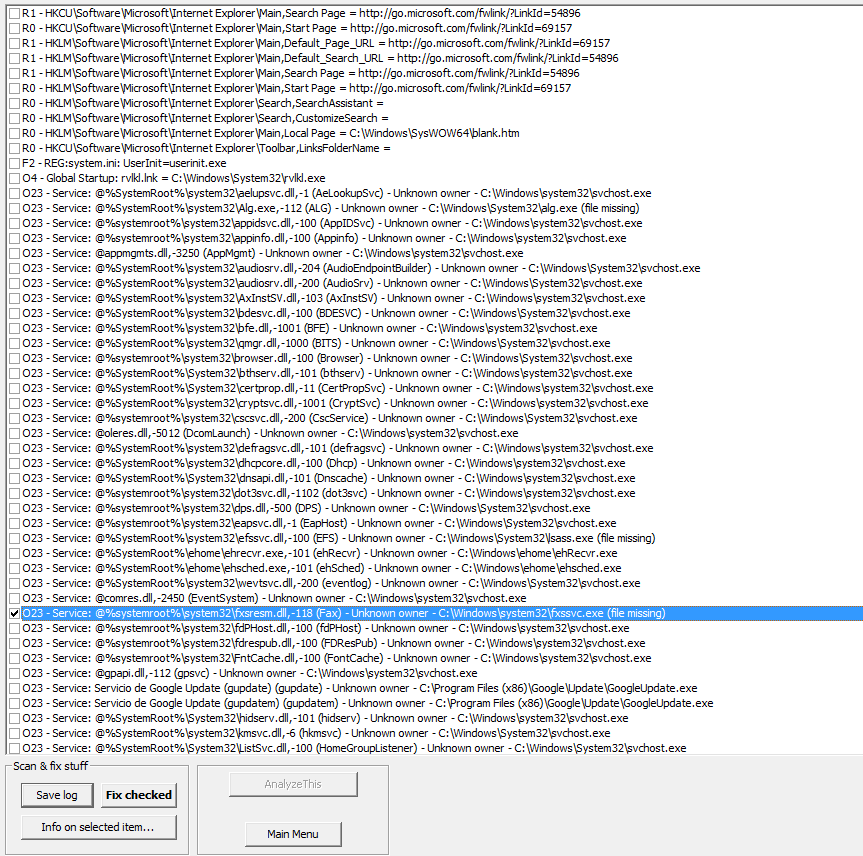 R1 - HKCU\Software\Microsoft\Internet Explorer\Main,Search Page = http://go.microsoft.com/fwlink/?LinkId=54896
R0 - HKCU\Software\Microsoft\Internet Explorer\Main,Start Page = http://go.microsoft.com/fwlink/?LinkId=69157
R1 - HKLM\Software\Microsoft\Internet Explorer\Main,Default_Page_URL = http://go.microsoft.com/fwlink/?LinkId=69157
R1 - HKLM\Software\Microsoft\Internet Explorer\Main,Default_Search_URL = http://go.microsoft.com/fwlink/?LinkId=54896
R1 - HKLM\Software\Microsoft\Internet Explorer\Main,Search Page = http://go.microsoft.com/fwlink/?LinkId=54896
R0 - HKLM\Software\Microsoft\Internet Explorer\Main,Start Page = http://go.microsoft.com/fwlink/?LinkId=69157
R0 - HKLM\Software\Microsoft\Internet Explorer\Search,SearchAssistant =
R0 - HKLM\Software\Microsoft\Internet Explorer\Search,CustomizeSearch =
R0 - HKLM\Software\Microsoft\Internet Explorer\Main,Local Page = C:\Windows\SysWOW64\blank.htm
R0 - HKCU\Software\Microsoft\Internet Explorer\Toolbar,LinksFolderName =
F2 - REG:system.ini: UserInit=userinit.exe
O4 - Global Startup: rvlkl.lnk = C:\Windows\System32\rvlkl.exe
O23 - Service: @%SystemRoot%\system32\aelupsvc.dll,-1 (AeLookupSvc) - Unknown owner - C:\Windows\system32\svchost.exe
O23 - Service: @%SystemRoot%\system32\Alg.exe,-112 (ALG) - Unknown owner - C:\Windows\System32\alg.exe (file missing)
O23 - Service: @%systemroot%\system32\appidsvc.dll,-100 (AppIDSvc) - Unknown owner - C:\Windows\system32\svchost.exe
O23 - Service: @%systemroot%\system32\appinfo.dll,-100 (Appinfo) - Unknown owner - C:\Windows\system32\svchost.exe
O23 - Service: @appmgmts.dll,-3250 (AppMgmt) - Unknown owner - C:\Windows\system32\svchost.exe
O23 - Service: @%SystemRoot%\system32\audiosrv.dll,-204 (AudioEndpointBuilder) - Unknown owner - C:\Windows\System32\svchost.exe
O23 - Service: @%SystemRoot%\system32\audiosrv.dll,-200 (AudioSrv) - Unknown owner - C:\Windows\System32\svchost.exe
O23 - Service: @%SystemRoot%\system32\AxInstSV.dll,-103 (AxInstSV) - Unknown owner - C:\Windows\system32\svchost.exe
O23 - Service: @%SystemRoot%\system32\bdesvc.dll,-100 (BDESVC) - Unknown owner - C:\Windows\System32\svchost.exe
O23 - Service: @%SystemRoot%\system32\bfe.dll,-1001 (BFE) - Unknown owner - C:\Windows\system32\svchost.exe
O23 - Service: @%SystemRoot%\system32\qmgr.dll,-1000 (BITS) - Unknown owner - C:\Windows\System32\svchost.exe
O23 - Service: @%systemroot%\system32\browser.dll,-100 (Browser) - Unknown owner - C:\Windows\System32\svchost.exe
O23 - Service: @%SystemRoot%\System32\bthserv.dll,-101 (bthserv) - Unknown owner - C:\Windows\system32\svchost.exe
O23 - Service: @%SystemRoot%\System32\certprop.dll,-11 (CertPropSvc) - Unknown owner - C:\Windows\system32\svchost.exe
O23 - Service: @%SystemRoot%\system32\cryptsvc.dll,-1001 (CryptSvc) - Unknown owner - C:\Windows\system32\svchost.exe
O23 - Service: @%systemroot%\system32\cscsvc.dll,-200 (CscService) - Unknown owner - C:\Windows\System32\svchost.exe
O23 - Service: @oleres.dll,-5012 (DcomLaunch) - Unknown owner - C:\Windows\system32\svchost.exe
O23 - Service: @%SystemRoot%\system32\defragsvc.dll,-101 (defragsvc) - Unknown owner - C:\Windows\system32\svchost.exe
O23 - Service: @%SystemRoot%\system32\dhcpcore.dll,-100 (Dhcp) - Unknown owner - C:\Windows\system32\svchost.exe
O23 - Service: @%SystemRoot%\System32\dnsapi.dll,-101 (Dnscache) - Unknown owner - C:\Windows\system32\svchost.exe
O23 - Service: @%systemroot%\system32\dot3svc.dll,-1102 (dot3svc) - Unknown owner - C:\Windows\system32\svchost.exe
O23 - Service: @%systemroot%\system32\dps.dll,-500 (DPS) - Unknown owner - C:\Windows\System32\svchost.exe
O23 - Service: @%systemroot%\system32\eapsvc.dll,-1 (EapHost) - Unknown owner - C:\Windows\System32\svchost.exe
O23 - Service: @%SystemRoot%\system32\efssvc.dll,-100 (EFS) - Unknown owner - C:\Windows\System32\lsass.exe (file missing)
O23 - Service: @%SystemRoot%\ehome\ehrecvr.exe,-101 (ehRecvr) - Unknown owner - C:\Windows\ehome\ehRecvr.exe
O23 - Service: @%SystemRoot%\ehome\ehsched.exe,-101 (ehSched) - Unknown owner - C:\Windows\ehome\ehsched.exe
O23 - Service: @%SystemRoot%\system32\wevtsvc.dll,-200 (eventlog) - Unknown owner - C:\Windows\System32\svchost.exe
O23 - Service: @comres.dll,-2450 (EventSystem) - Unknown owner - C:\Windows\system32\svchost.exe
O23 - Service: @%systemroot%\system32\fxsresm.dll,-118 (Fax) - Unknown owner - C:\Windows\system32\fxssvc.exe (file missing)
O23 - Service: @%systemroot%\system32\fdPHost.dll,-100 (fdPHost) - Unknown owner - C:\Windows\system32\svchost.exe
O23 - Service: @%systemroot%\system32\fdrespub.dll,-100 (FDResPub) - Unknown owner - C:\Windows\system32\svchost.exe
O23 - Service: @%systemroot%\system32\FntCache.dll,-100 (FontCache) - Unknown owner - C:\Windows\system32\svchost.exe
O23 - Service: @gpapi.dll,-112 (gpsvc) - Unknown owner - C:\Windows\system32\svchost.exe
O23 - Service: Servicio de Google Update (gupdate) (gupdate) - Unknown owner - C:\Program Files (x86)\Google\Update\GoogleUpdate.exe
O23 - Service: Servicio de Google Update (gupdatem) (gupdatem) - Unknown owner - C:\Program Files (x86)\Google\Update\GoogleUpdate.exe
O23 - Service: @%SystemRoot%\System32\hidserv.dll,-101 (hidserv) - Unknown owner - C:\Windows\system32\svchost.exe
O23 - Service: @%SystemRoot%\system32\kmsvc.dll,-6 (hkmsvc) - Unknown owner - C:\Windows\System32\svchost.exe
O23 - Service: @%SystemRoot%\System32\ListSvc.dll,-100 (HomeGroupListener) - Unknown owner - C:\Windows\System32\svchost.exe
Scan & fix stuff
Save log
Fix checked
Info on selected item...
AnalyzeThis
Main Menu